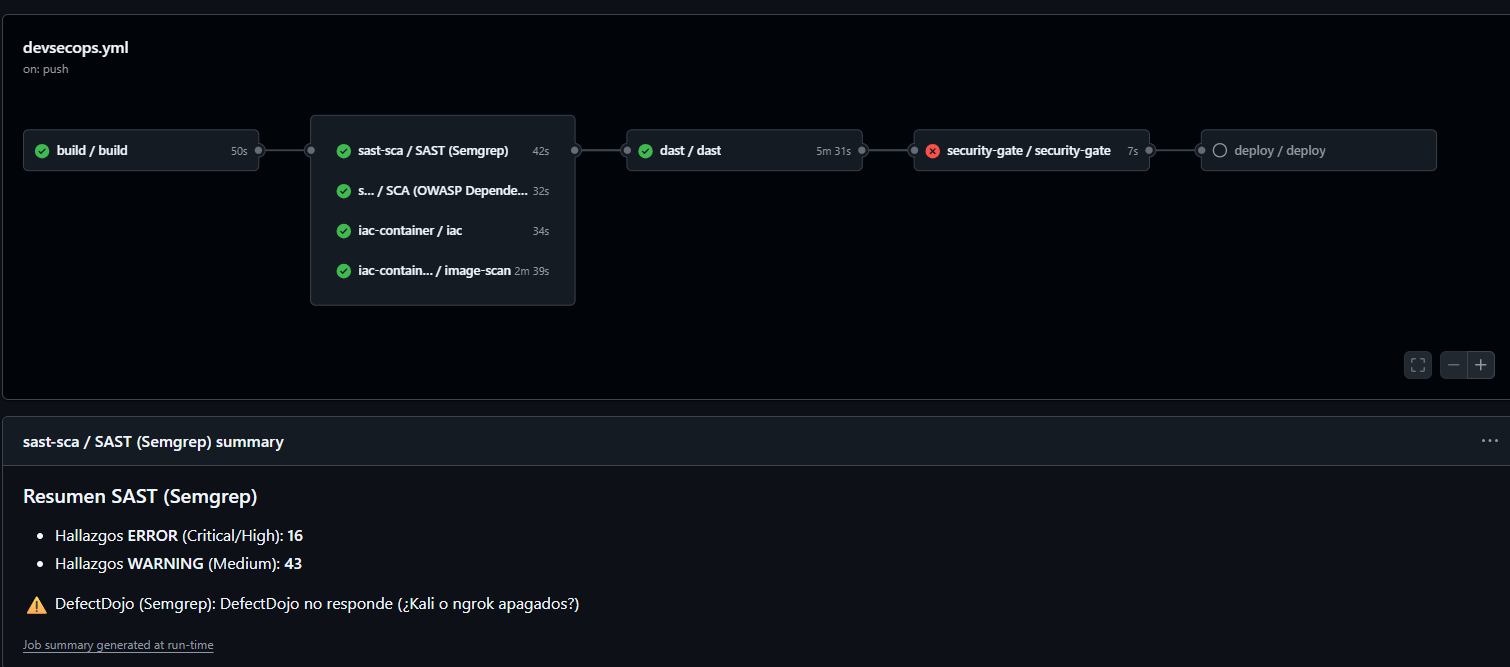 devsecops.yml
on: push
build / build 50s
sast-sca / SAST (Semgrep) 42s
s... / SCA (OWASP Depende... 32s
iac-container / iac 34s
iac-contain... / image-scan 2m 39s
dast / dast 5m 31s
security-gate / security-gate 7s
deploy / deploy
sast-sca / SAST (Semgrep) summary
Resumen SAST (Semgrep)
Hallazgos ERROR (Critical/High): 16
Hallazgos WARNING (Medium): 43
DefectDojo (Semgrep): DefectDojo no responde (¿Kali o ngrok apagados?)
Job summary generated at run-time